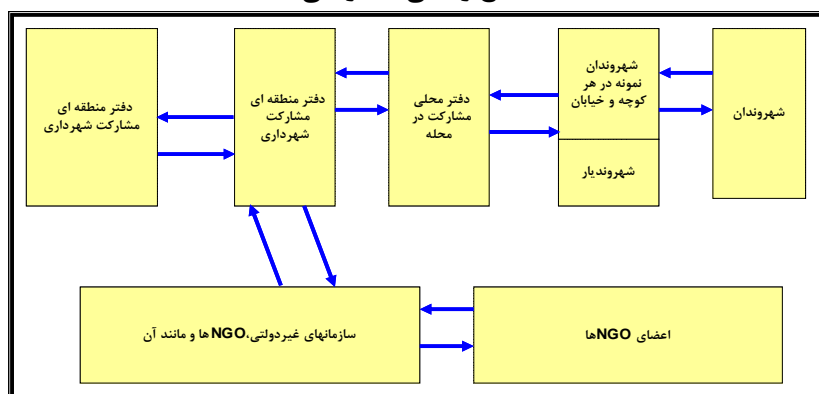 شهروندان
شهروندان
نمونه در هر
کوچه و خیابان
شهروندیار
دفتر محلی
مشارکت در
محله
دفتر منطقه ای
مشارکت
شهرداری
دفتر منطقه ای
مشارکت شهرداری
اعضای NGOها
سازمانهای غیردولتی،NGOها و مانند آن